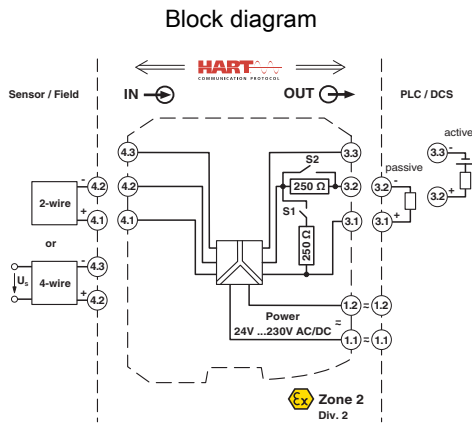 Block diagram
HART
COMMUNICATION PROTOCOL
Sensor / Field
IN
OUT
PLC / DCS
active
4.3
3.3
S2
3.3 -
passive
2-wire
- 4.2
4.2
250 Ω
3.2
3.2 -
3.2 +
+ 4.1
4.1
S1
3.1
3.1 +
or
250 Ω
Us
4-wire
- 4.3
+ 4.2
Power
24V ...230V AC/DC
≈
1.2 = 1.2
1.1 = 1.1
Ex
Zone 2
Div. 2